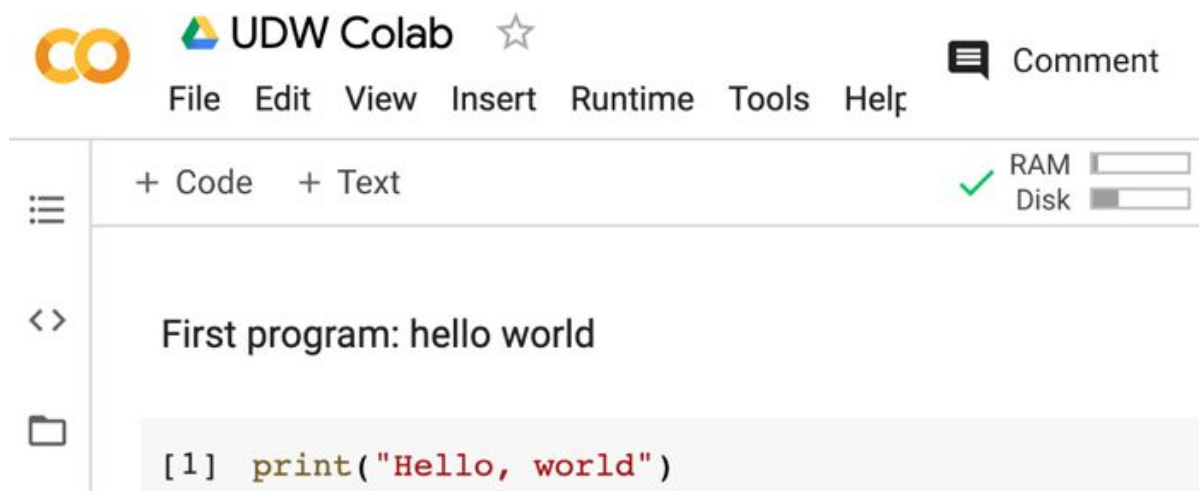 UDW Colab
Comment
File Edit View Insert Runtime Tools Help
+ Code + Text
RAM
Disk
First program: hello world
[1] print("Hello, world")